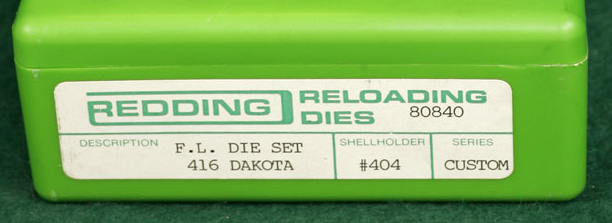 REDDING RELOADING DIES 80840
DESCRIPTION F.L. DIE SET 416 DAKOTA
SHELLHOLDER #404
SERIES CUSTOM